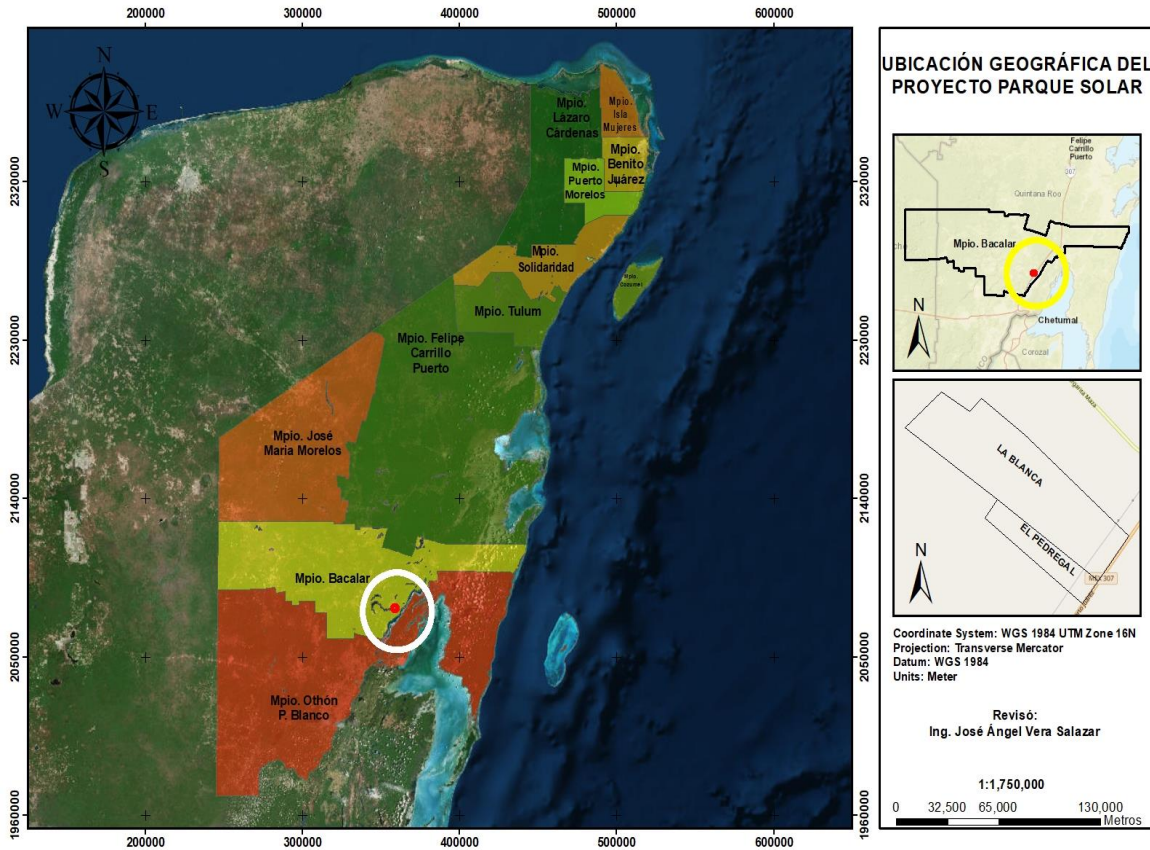 200000 300000 400000 500000 600000
2320000
2230000
2140000
2050000
1960000
N
W E
S
Mpio.
Lázaro
Cárdenas
Mpio.
Isla
Mujeres
Mpio.
Benito
Juárez
Mpio
Puerto
Morelos
Mpio.
Solidaridad
Mpio. Tulum
Mpio. Felipe
Carrillo
Puerto
Mpio. José
Maria Morelos
Mpio. Bacalar
Mpio. Othón
P. Blanco
2320000
2230000
2140000
2050000
1960000
200000 300000 400000 500000 600000
UBICACIÓN GEOGRÁFICA DEL
PROYECTO PARQUE SOLAR
Felipe
Carrillo
Puerto
307
Quintana Roo
Mpio. Bacalar
N
Chetumal
Corozal
Maza
LA BLANCA
EL PEDREGAL
MEX 307
N
Coordinate System: WGS 1984 UTM Zone 16N
Projection: Transverse Mercator
Datum: WGS 1984
Units: Meter
Revisó:
Ing. José Ángel Vera Salazar
1:1,750,000
0 32,500 65,000 130,000
Metros